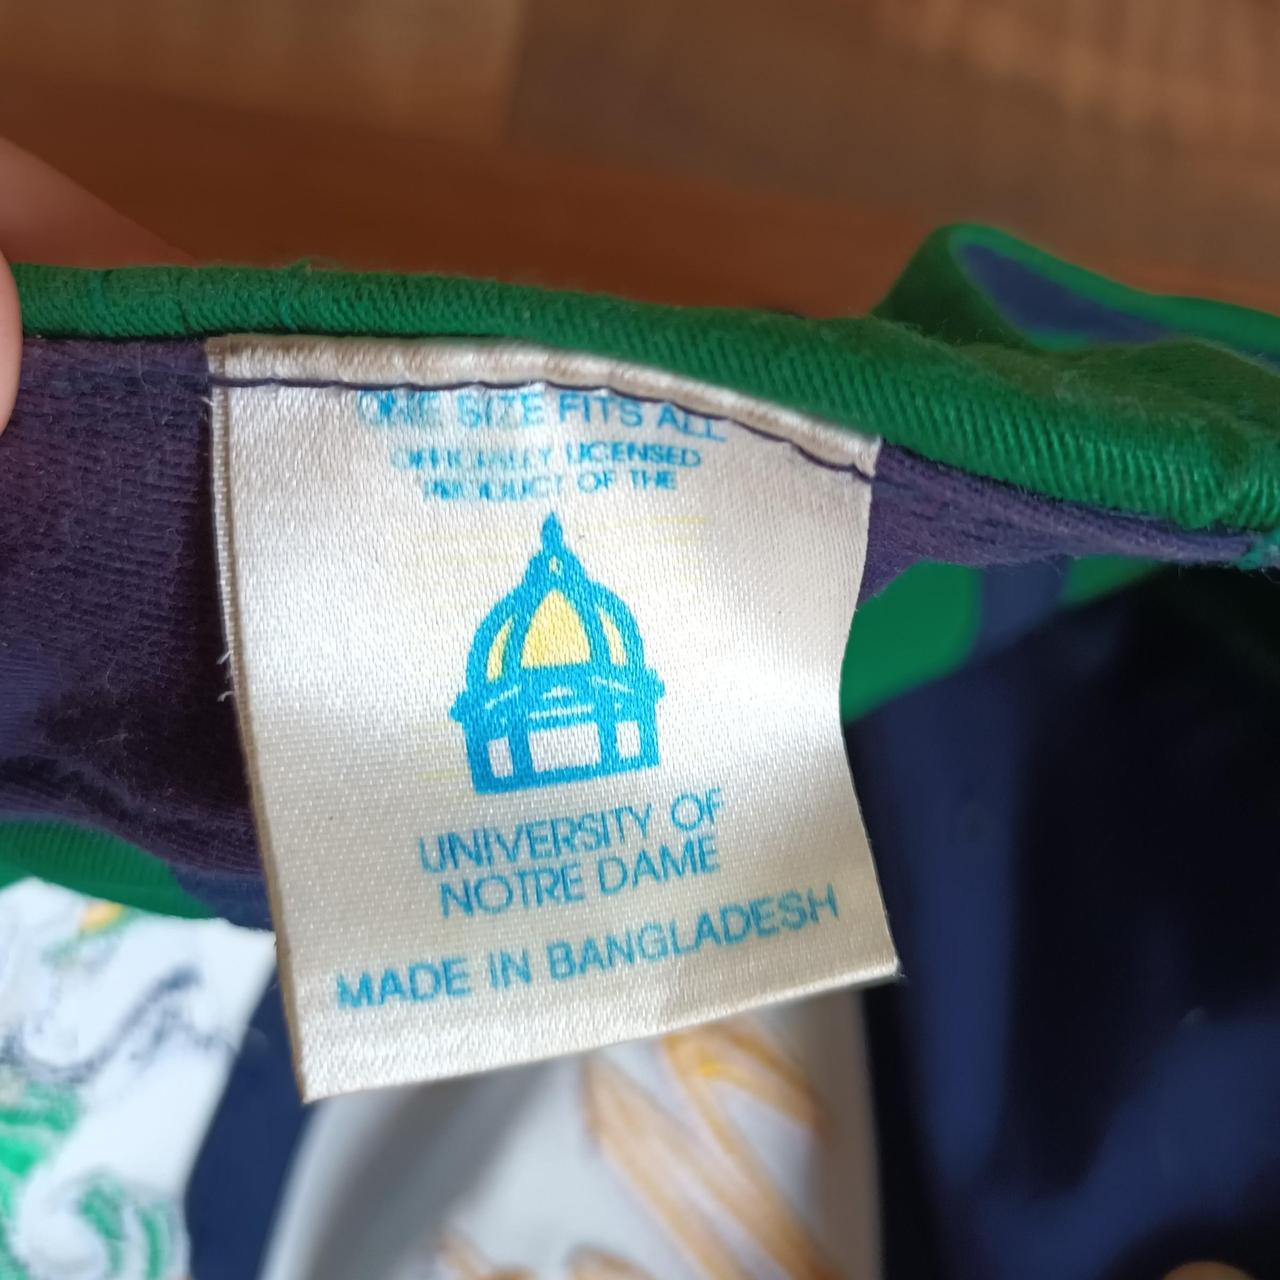 ONE SIZE FITS ALL
OFFICIALLY LICENSED
PRODUCT OF THE
UNIVERSITY OF
NOTRE DAME
MADE IN BANGLADESH